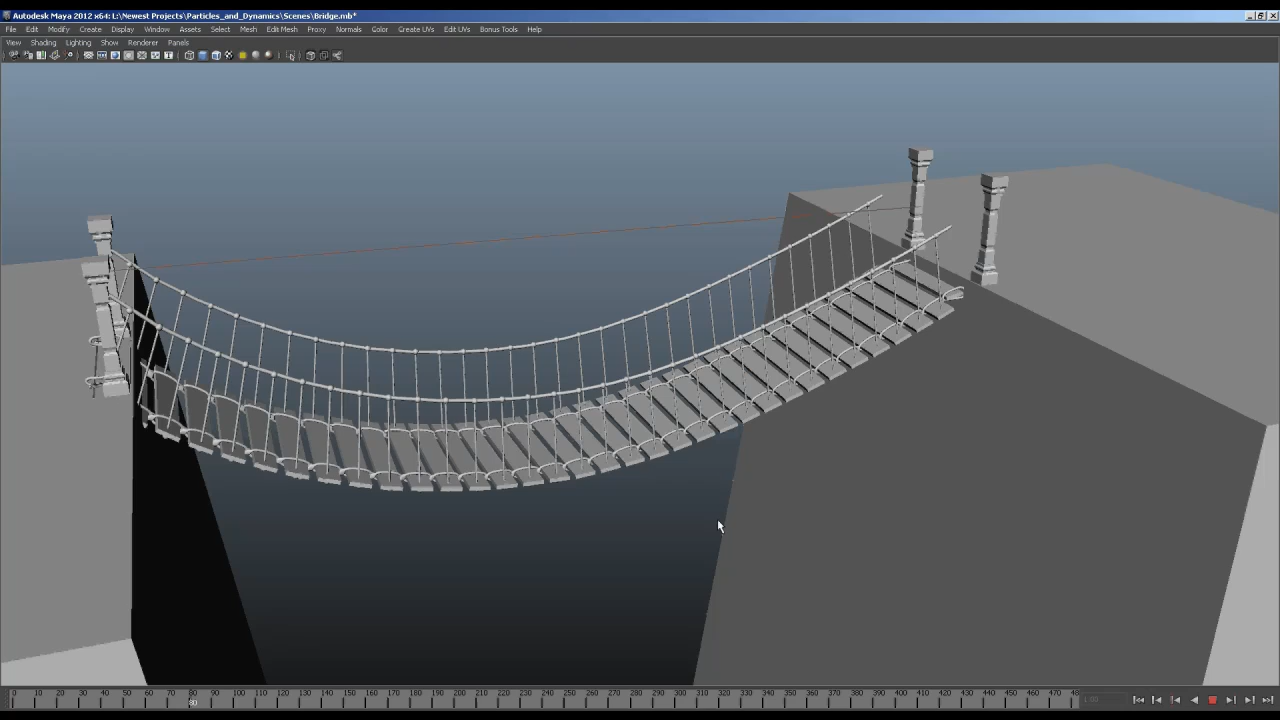 Autodesk Maya 2012 x64: L:\Newest Projects\Particles_and_Dynamics\Scenes\Bridge.mb*
File Edit Modify Create Display Window Assets Select Mesh Edit Mesh Proxy Normals Color Create UVs Edit UVs Bonus Tools Help
View Shading Lighting Show Renderer Panels
0 10 20 30 40 50 60 70 80 90 100 110 120 130 140 150 160 170 180 190 200 210 220 230 240 250 260 270 280 290 300 310 320 330 340 350 360 370 380 390 400 410 420 430 440 450 460 470 48 1.00
80